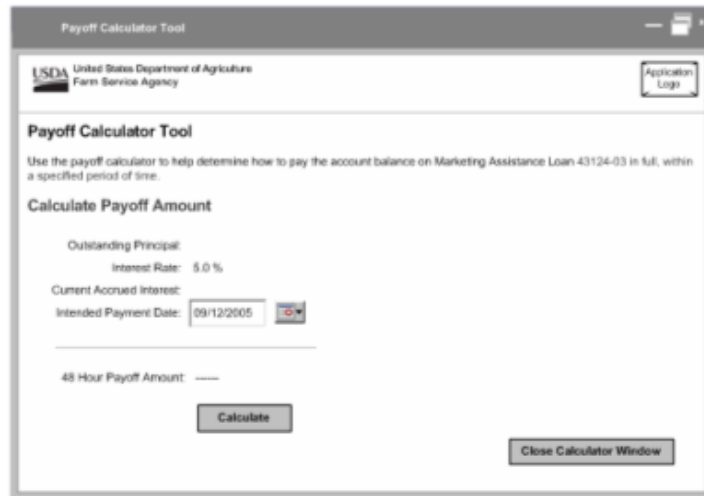 Payoff Calculator Tool
USDA United States Department of Agriculture
Farm Service Agency
Application
Logo
Payoff Calculator Tool
Use the payoff calculator to help determine how to pay the account balance on Marketing Assistance Loan 43124-03 in full, within
a specified period of time.
Calculate Payoff Amount
Outstanding Principal:
Interest Rate: 5.0 %
Current Accrued Interest:
Intended Payment Date: 09/12/2005
48 Hour Payoff Amount: ------
Calculate
Close Calculator Window